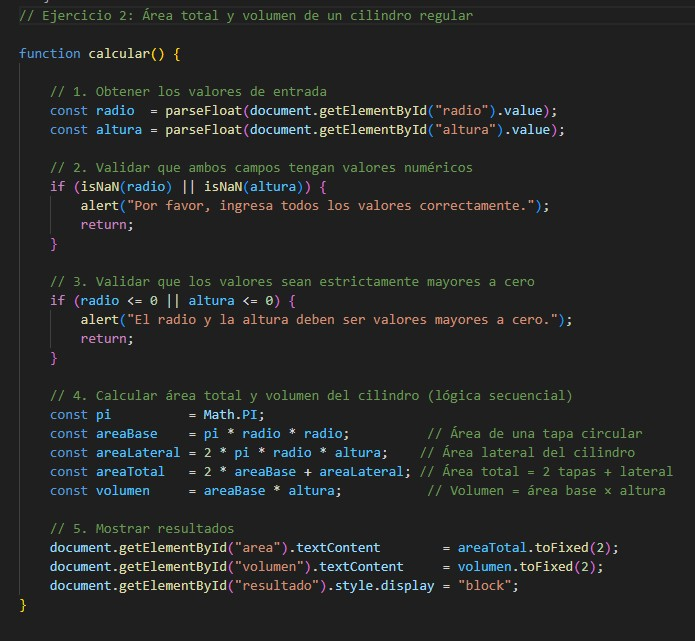 // Ejercicio 2: Área total y volumen de un cilindro regular
function calcular() {
// 1. Obtener los valores de entrada
const radio  = parseFloat(document.getElementById("radio").value);
const altura = parseFloat(document.getElementById("altura").value);
// 2. Validar que ambos campos tengan valores numéricos
if (isNaN(radio) || isNaN(altura)) {
alert("Por favor, ingresa todos los valores correctamente.");
return;
}
// 3. Validar que los valores sean estrictamente mayores a cero
if (radio <= 0 || altura <= 0) {
alert("El radio y la altura deben ser valores mayores a cero.");
return;
}
// 4. Calcular área total y volumen del cilindro (lógica secuencial)
const pi          = Math.PI;
const areaBase    = pi * radio * radio;          // Área de una tapa circular
const areaLateral = 2 * pi * radio * altura;    // Área lateral del cilindro
const areaTotal   = 2 * areaBase + areaLateral; // Área total = 2 tapas + lateral
const volumen     = areaBase * altura;           // Volumen = área base × altura
// 5. Mostrar resultados
document.getElementById("area").textContent        = areaTotal.toFixed(2);
document.getElementById("volumen").textContent     = volumen.toFixed(2);
document.getElementById("resultado").style.display = "block";
}